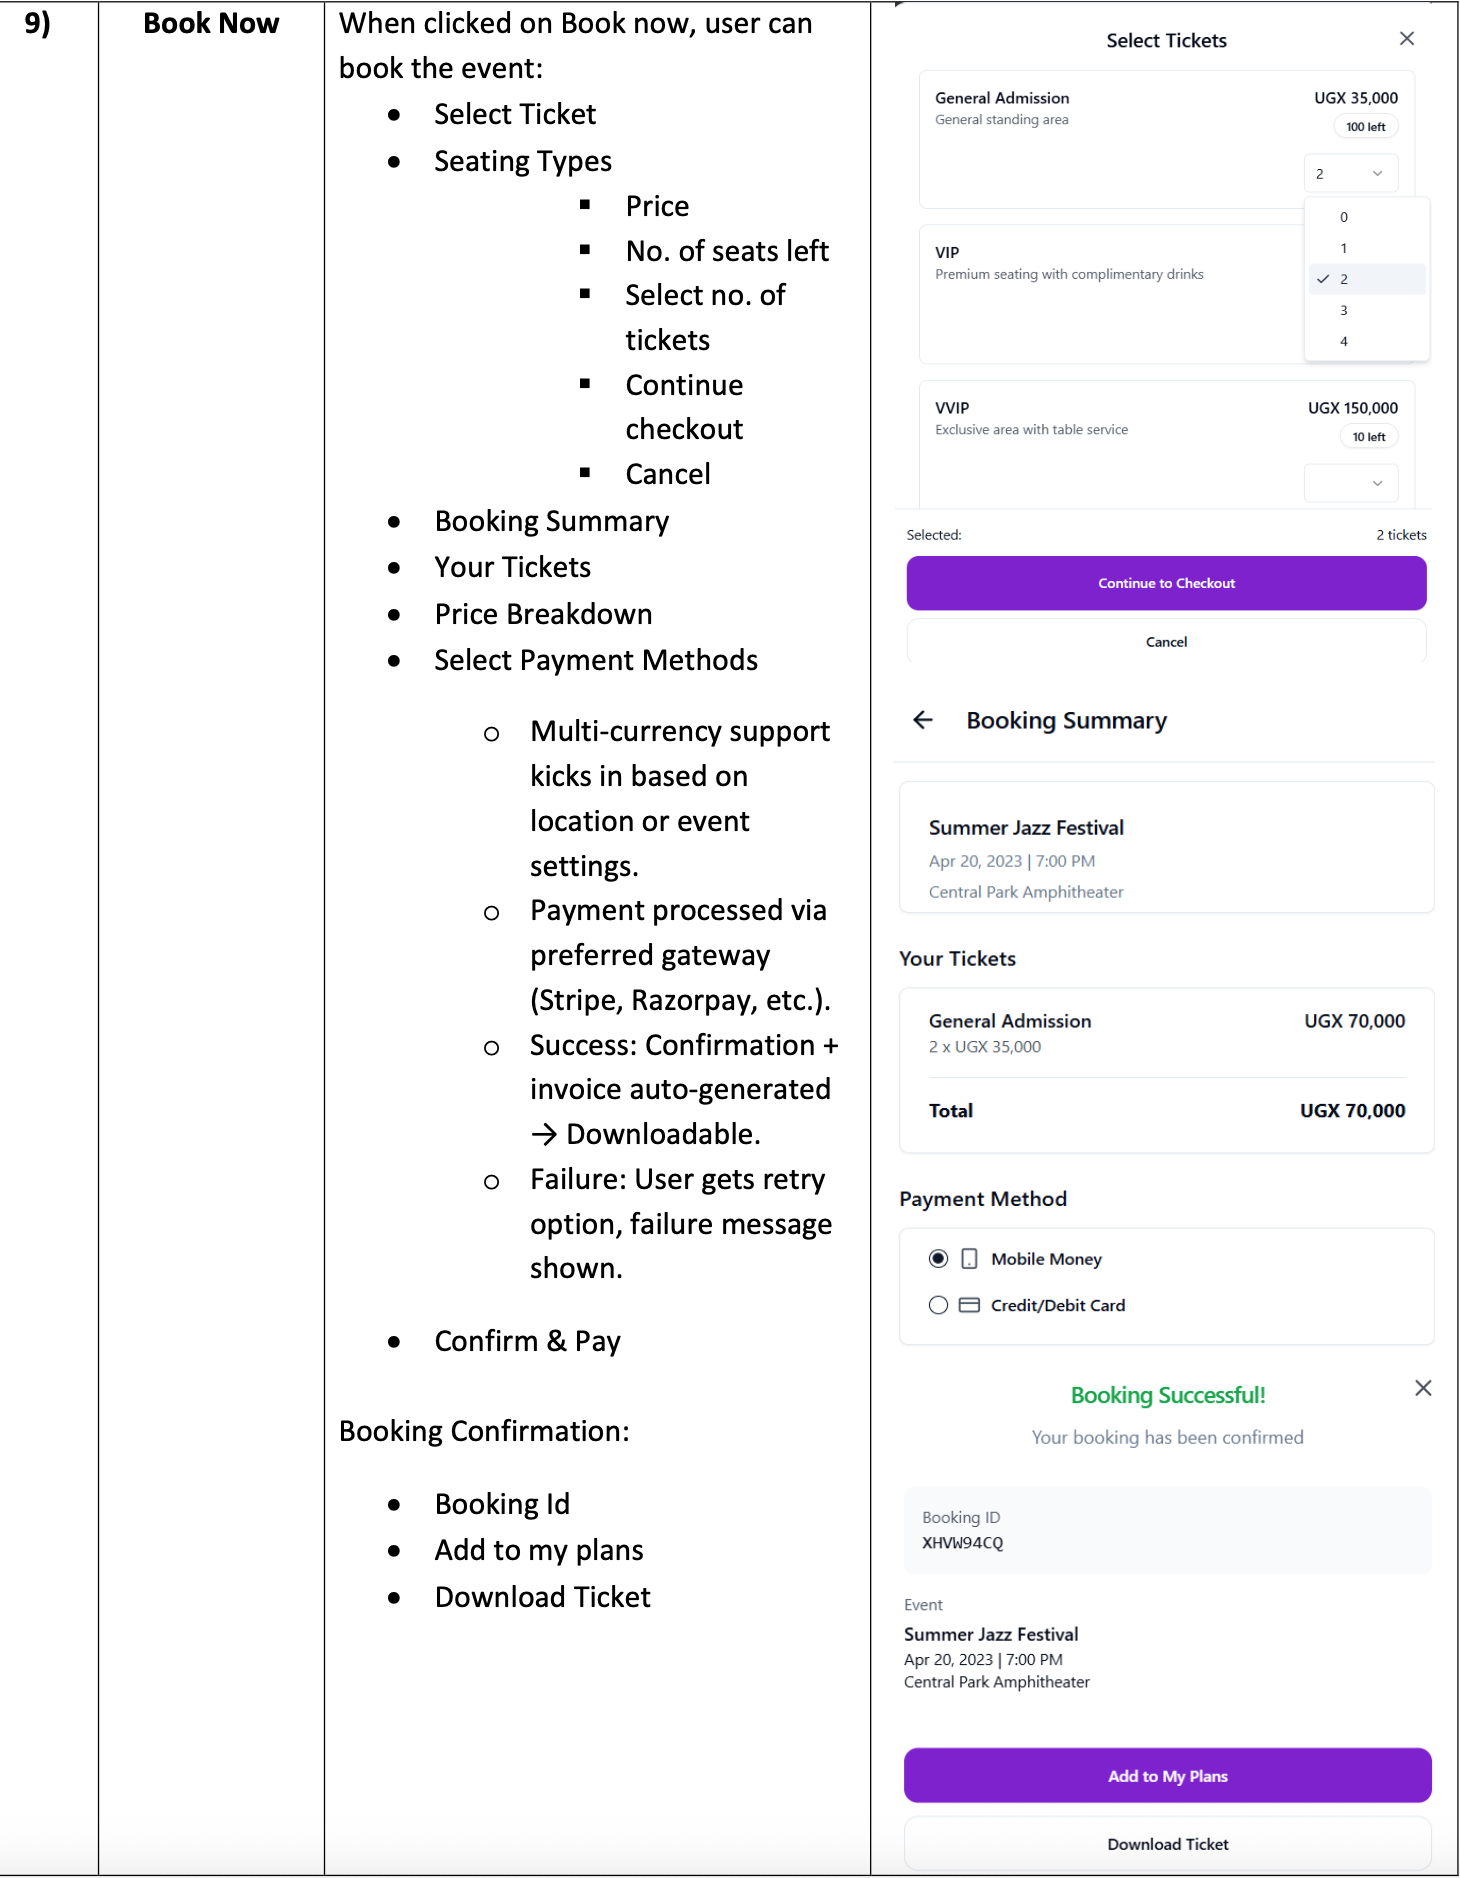 9)
Book Now
When clicked on Book now, user can
book the event:
• Select Ticket
• Seating Types
▪ Price
▪ No. of seats left
▪ Select no. of
tickets
▪ Continue
checkout
▪ Cancel
• Booking Summary
• Your Tickets
• Price Breakdown
• Select Payment Methods
o Multi-currency support
kicks in based on
location or event
settings.
o Payment processed via
preferred gateway
(Stripe, Razorpay, etc.).
o Success: Confirmation +
invoice auto-generated
→ Downloadable.
o Failure: User gets retry
option, failure message
shown.
• Confirm & Pay
Booking Confirmation:
• Booking Id
• Add to my plans
• Download Ticket
Select Tickets
General Admission UGX 35,000
General standing area
100 left
2
0
1
2
3
4
VIP
Premium seating with complimentary drinks
VVIP UGX 150,000
Exclusive area with table service
10 left
Selected: 2 tickets
Continue to Checkout
Cancel
Booking Summary
Summer Jazz Festival
Apr 20, 2023 | 7:00 PM
Central Park Amphitheater
Your Tickets
General Admission UGX 70,000
2 x UGX 35,000
Total UGX 70,000
Payment Method
Mobile Money
Credit/Debit Card
Booking Successful!
Your booking has been confirmed
Booking ID
XHVW94CQ
Event
Summer Jazz Festival
Apr 20, 2023 | 7:00 PM
Central Park Amphitheater
Add to My Plans
Download Ticket